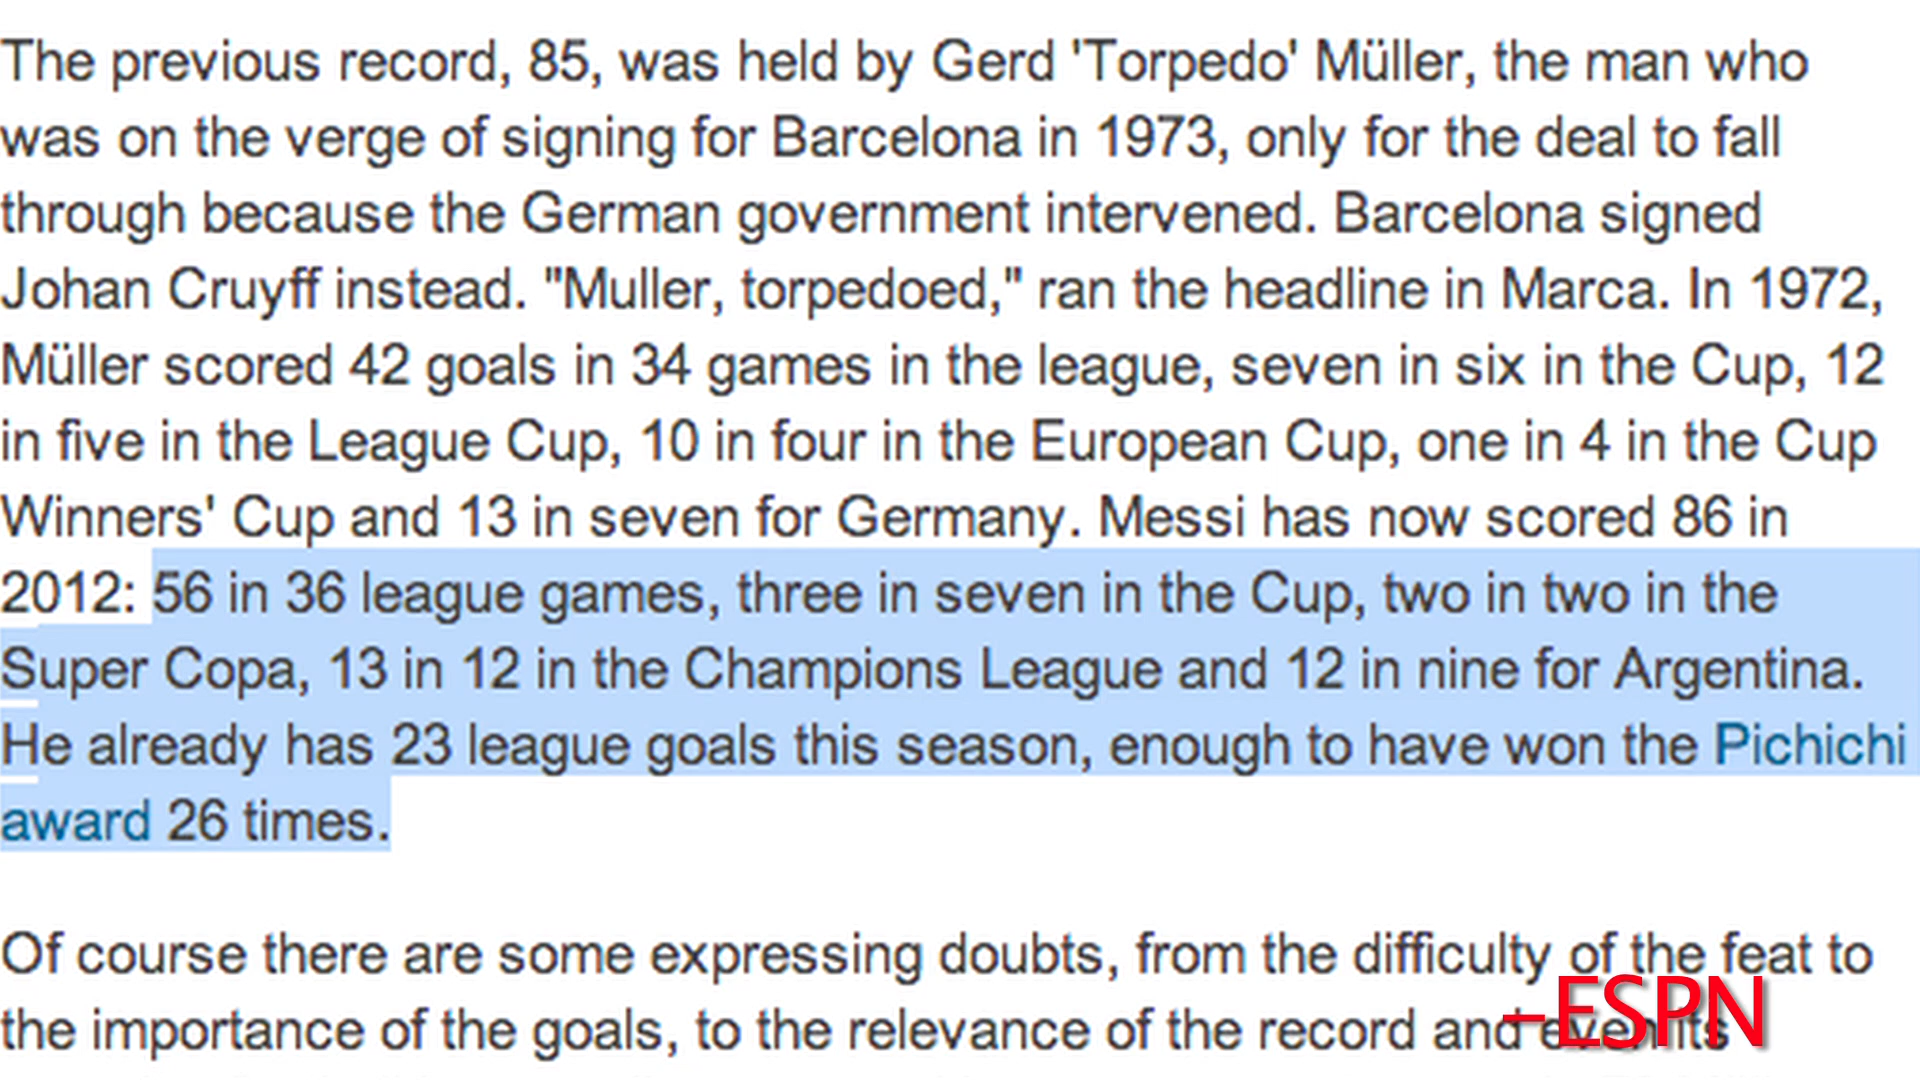 The previous record, 85, was held by Gerd 'Torpedo' Müller, the man who
was on the verge of signing for Barcelona in 1973, only for the deal to fall
through because the German government intervened. Barcelona signed
Johan Cruyff instead. "Muller, torpedoed," ran the headline in Marca. In 1972,
Müller scored 42 goals in 34 games in the league, seven in six in the Cup, 12
in five in the League Cup, 10 in four in the European Cup, one in 4 in the Cup
Winners' Cup and 13 in seven for Germany. Messi has now scored 86 in
2012: 56 in 36 league games, three in seven in the Cup, two in two in the
Super Copa, 13 in 12 in the Champions League and 12 in nine for Argentina.
He already has 23 league goals this season, enough to have won the Pichichi
award 26 times.
Of course there are some expressing doubts, from the difficulty of the feat to
the importance of the goals, to the relevance of the record and even its
–ESPN